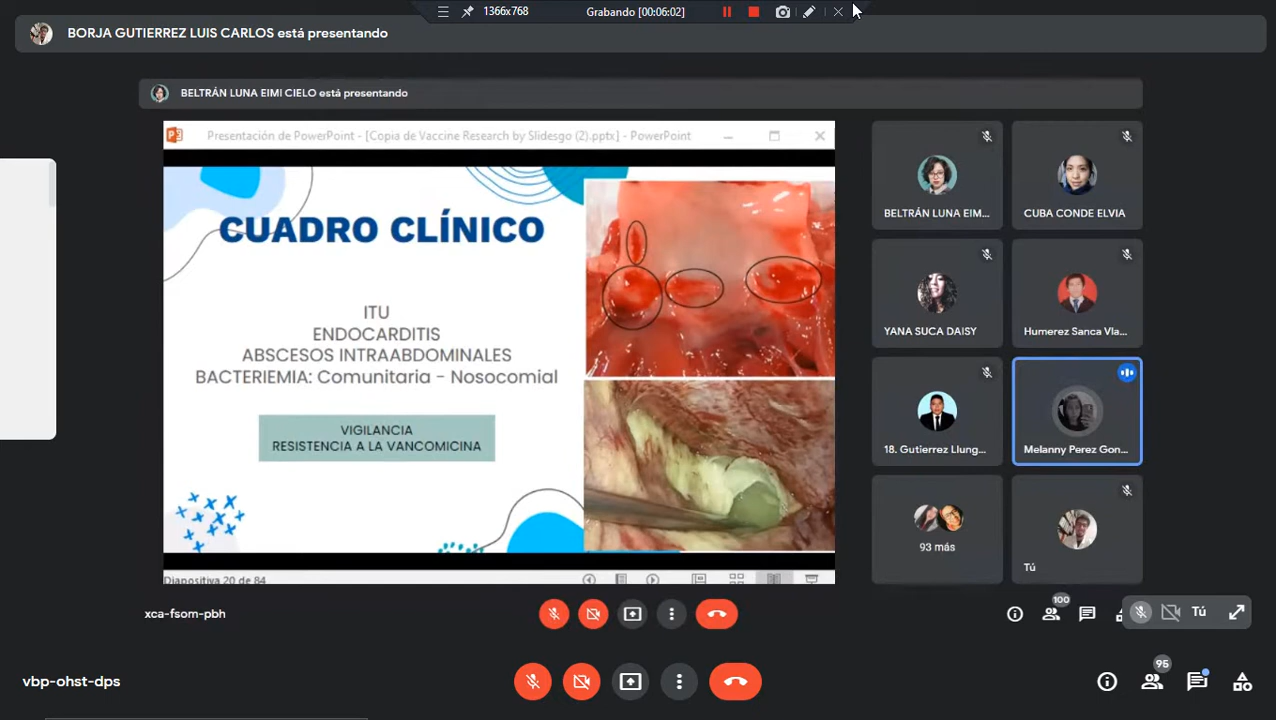 1366x768
Grabando [00:06:02]
BORJA GUTIERREZ LUIS CARLOS está presentando
BELTRÁN LUNA EIMI CIELO está presentando
Presentación de PowerPoint - [Copia de Vaccine Research by Slidesgo (2).pptx] - PowerPoint
CUADRO CLÍNICO
ITU
ENDOCARDITIS
ABSCESOS INTRAABDOMINALES
BACTERIEMIA: Comunitaria - Nosocomial
VIGILANCIA
RESISTENCIA A LA VANCOMICINA
Diapositiva 20 de 84
BELTRÁN LUNA EIM...
CUBA CONDE ELVIA
YANA SUCA DAISY
Humerez Sanca Vla...
18. Gutierrez Llung...
Melanny Perez Gon...
93 más
Tú
xca-fsom-pbh
100
Tú
vbp-ohst-dps
95